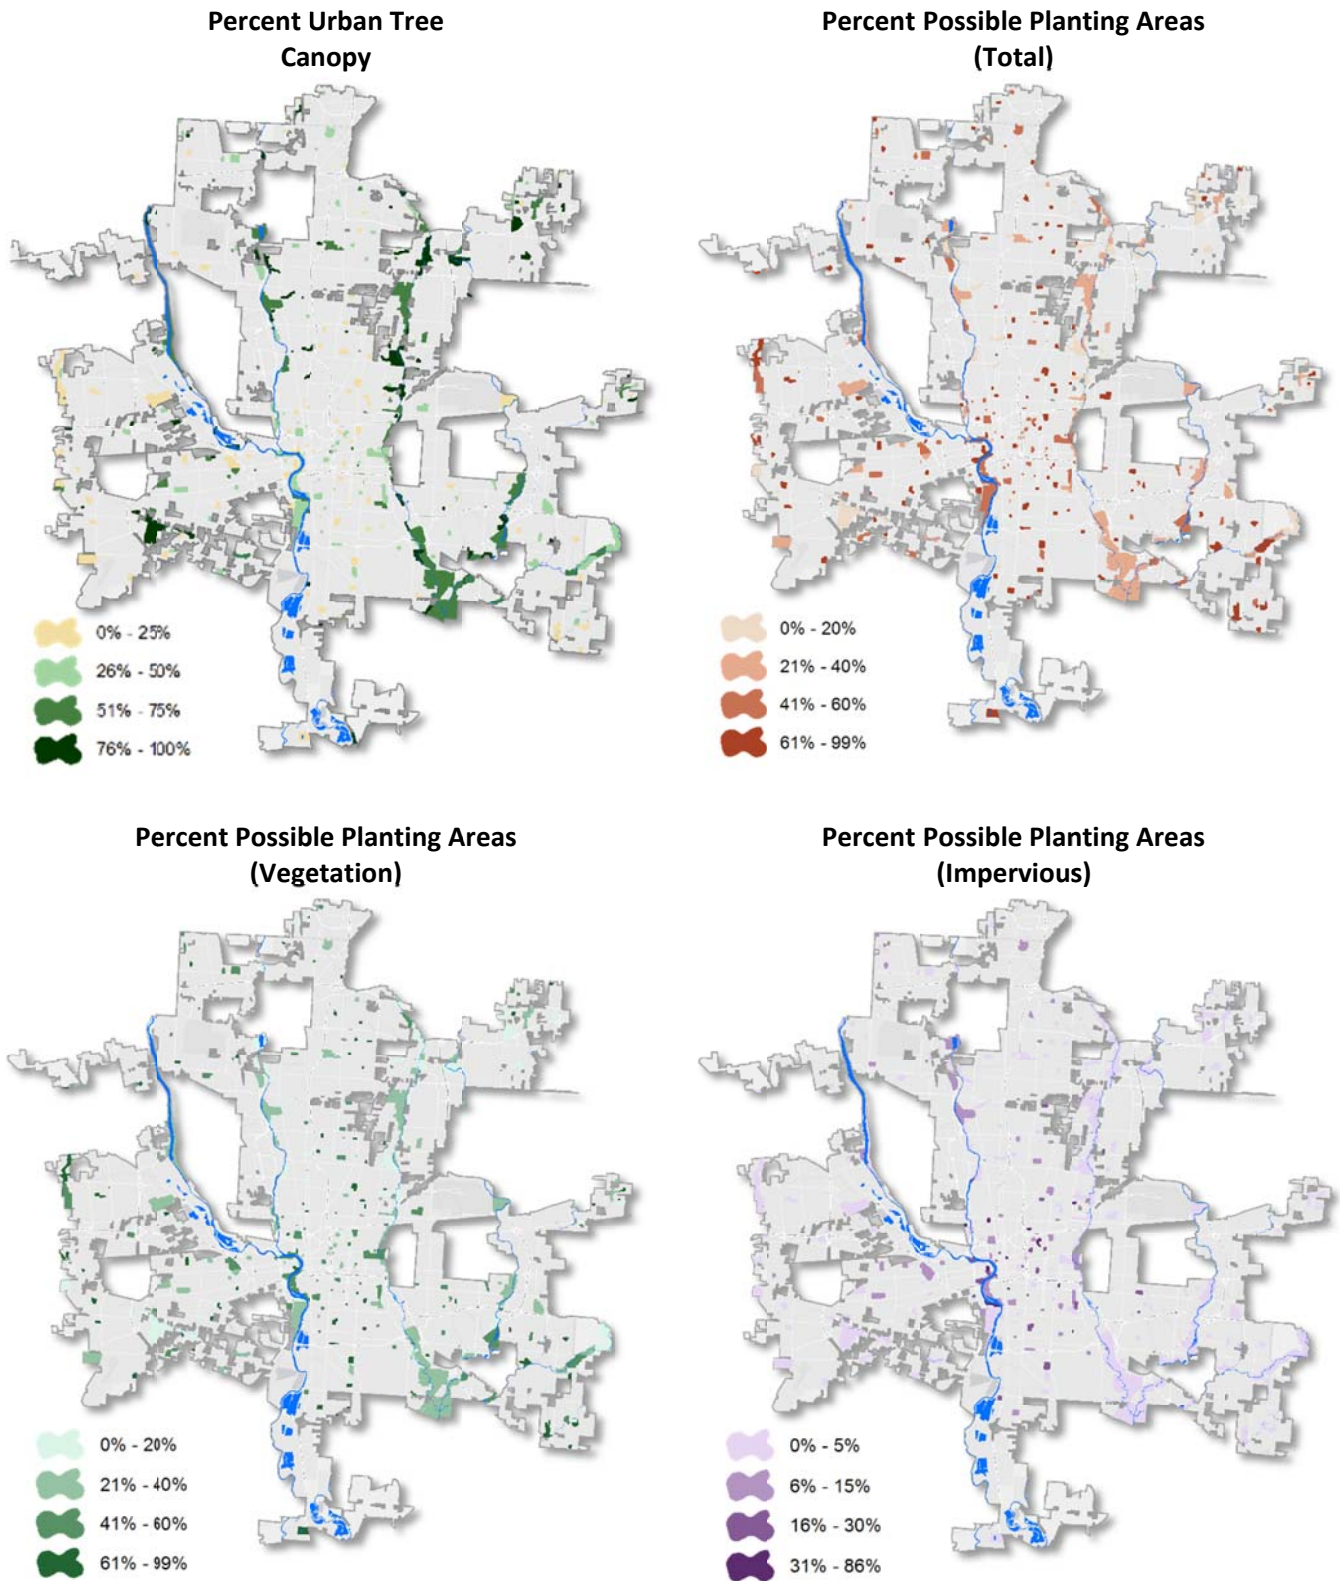 Percent Urban Tree
Canopy
Percent Possible Planting Areas
(Total)
0% - 25%
26% - 50%
51% - 75%
76% - 100%
0% - 20%
21% - 40%
41% - 60%
61% - 99%
Percent Possible Planting Areas
(Vegetation)
Percent Possible Planting Areas
(Impervious)
0% - 20%
21% - 40%
41% - 60%
61% - 99%
0% - 5%
6% - 15%
16% - 30%
31% - 86%